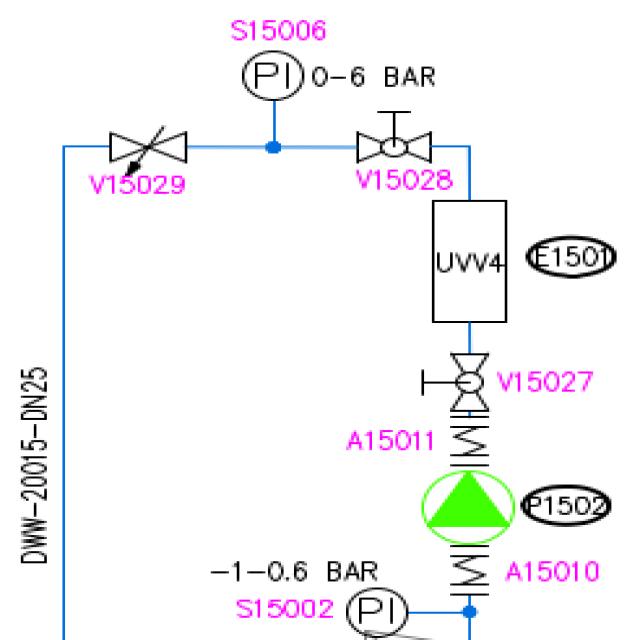 S15006
PI 0-6 BAR
V15029
V15028
UVV4
E1501
DWW-20015-DN25
V15027
A15011
P1502
-1-0.6 BAR
A15010
S15002
PI